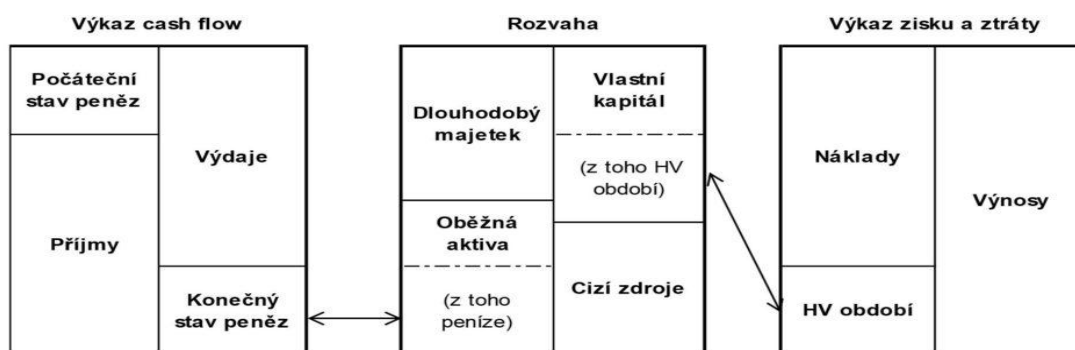 Výkaz cash flow
Počáteční
stav peněz
Příjmy
Výdaje
Konečný
stav peněz
Rozvaha
Dlouhodobý
majetek
Oběžná
aktiva
(z toho
peníze)
Vlastní
kapitál
(z toho HV
období)
Cizí zdroje
Výkaz zisku a ztráty
Náklady
HV období
Výnosy